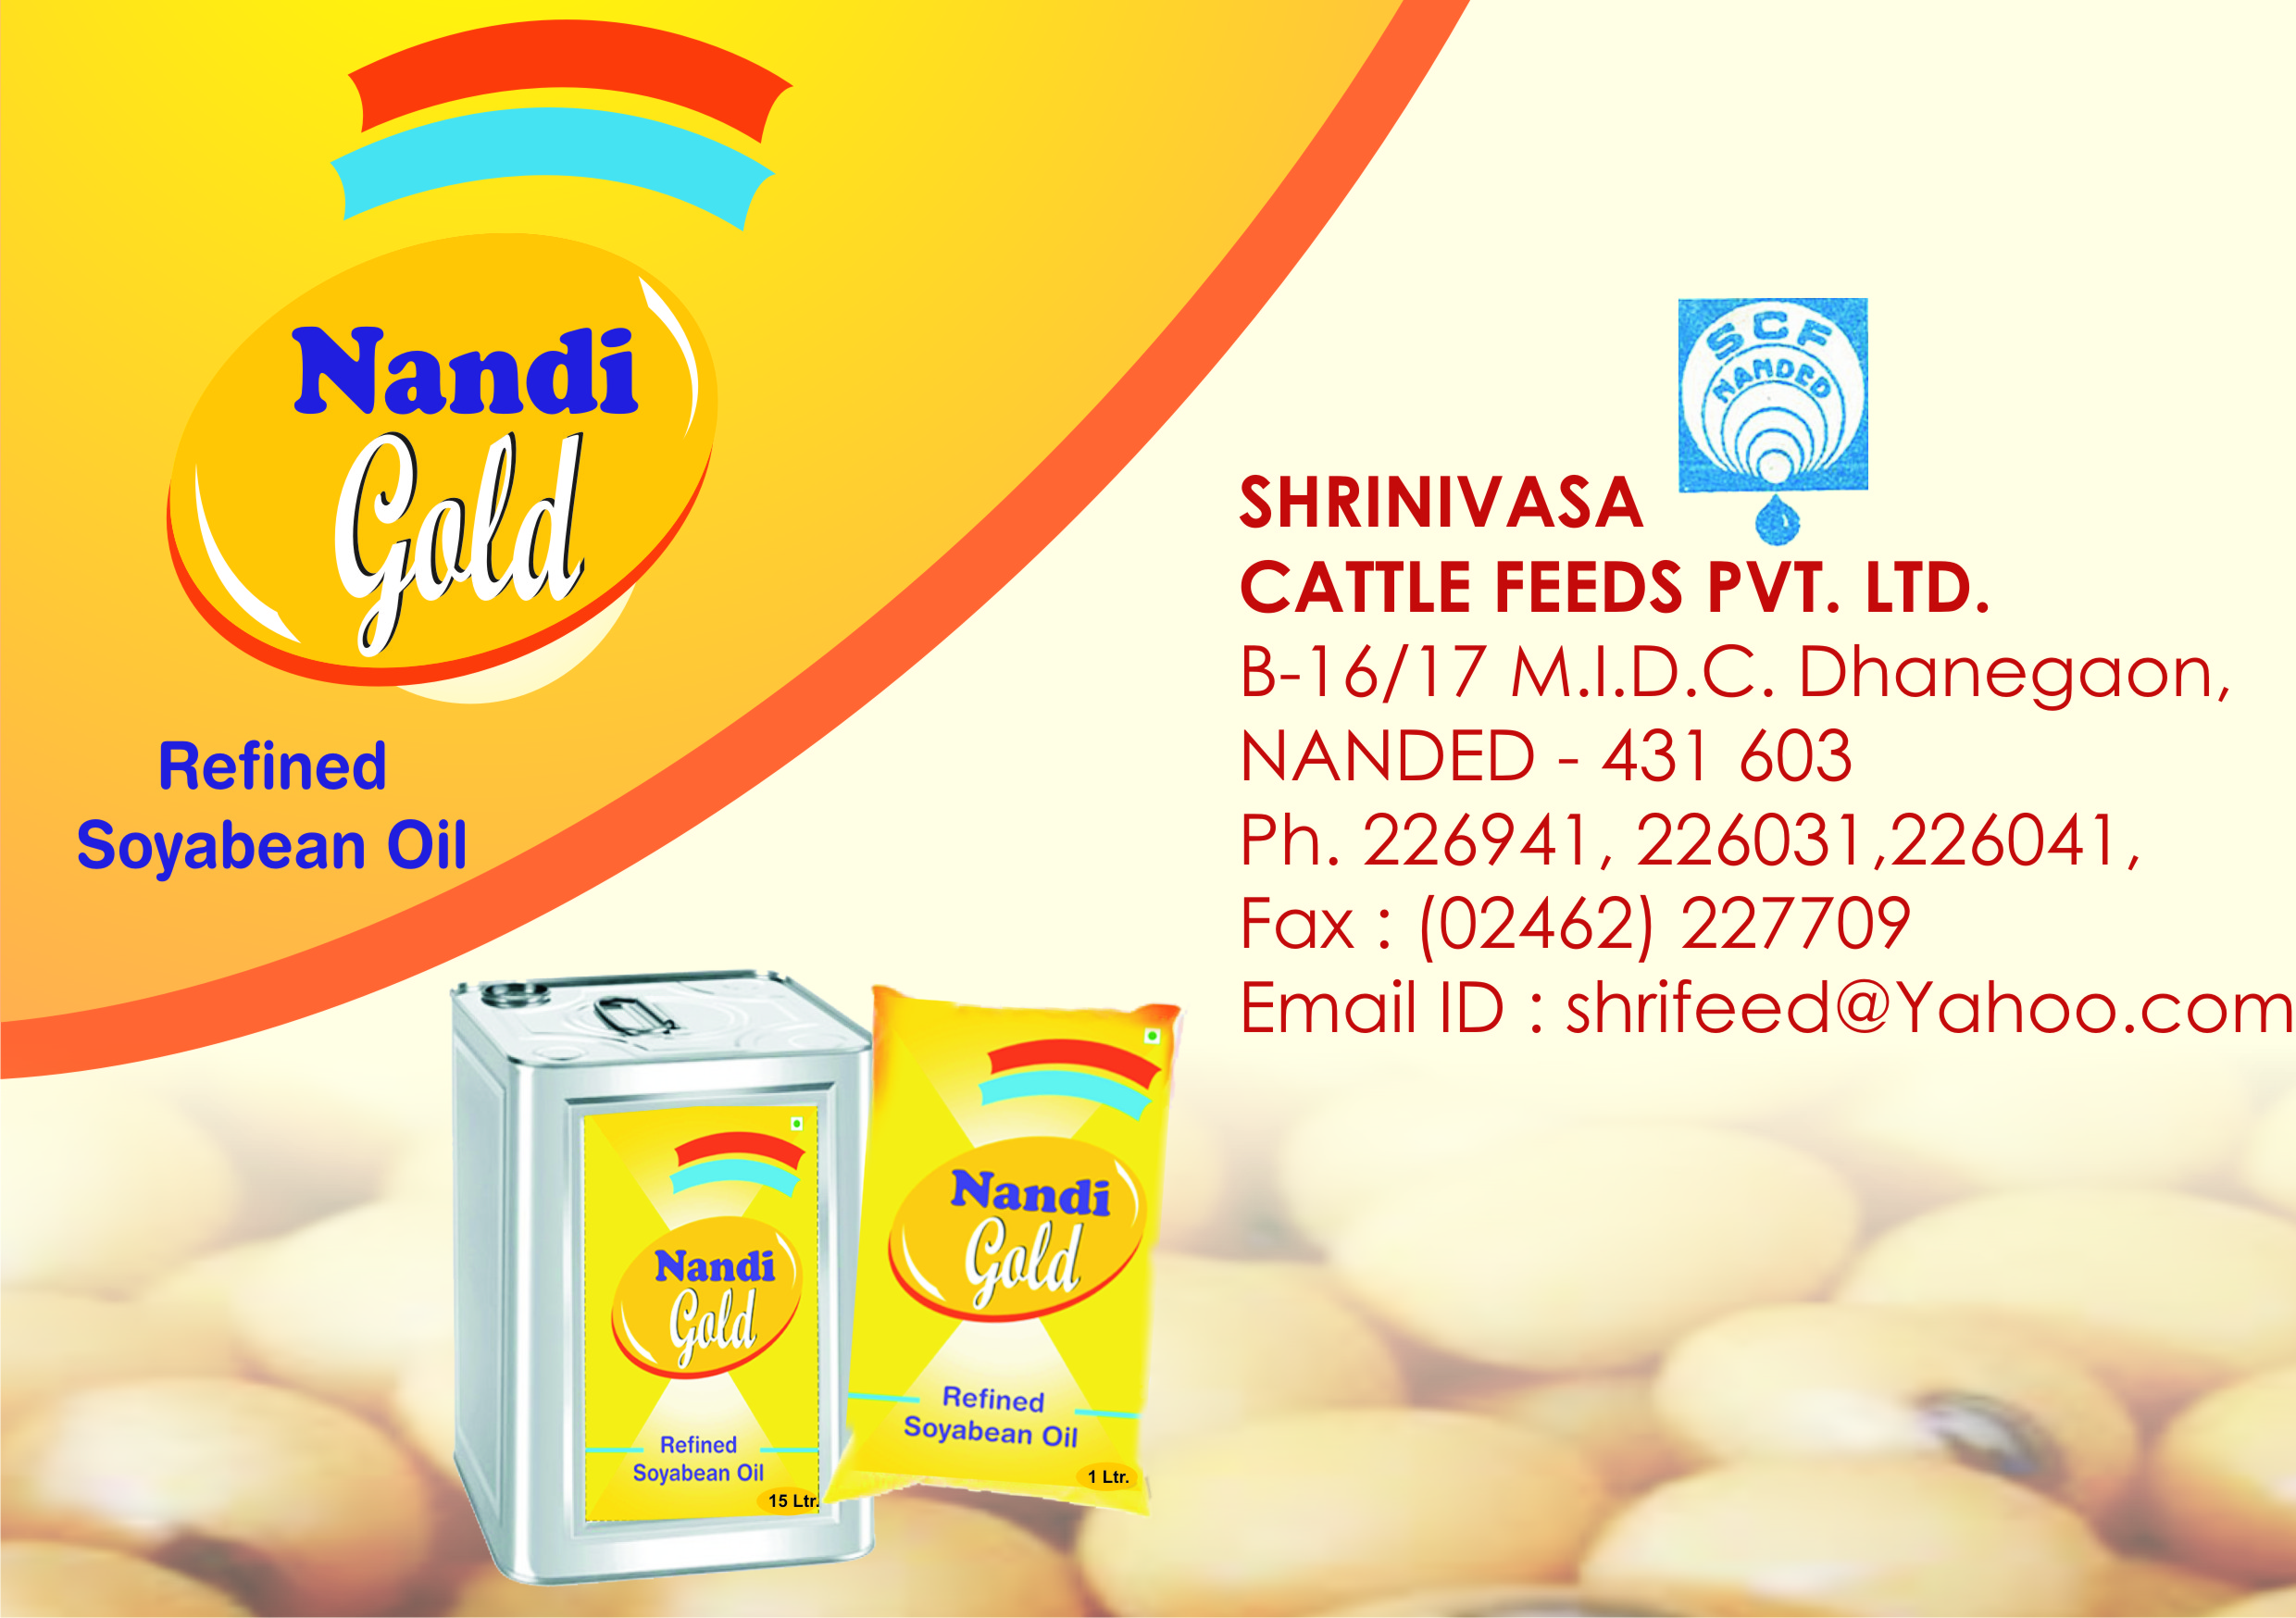 Nandi
Gold
Refined
Soyabean Oil
SCF
NANDED
SHRINIVASA
CATTLE FEEDS PVT. LTD.
B-16/17 M.I.D.C. Dhanegaon,
NANDED - 431 603
Ph. 226941, 226031,226041,
Fax : (02462) 227709
Email ID : shrifeed@Yahoo.com
Nandi
Gold
Refined
Soyabean Oil
15 Ltr.
Nandi
Gold
Refined
Soyabean Oil
1 Ltr.